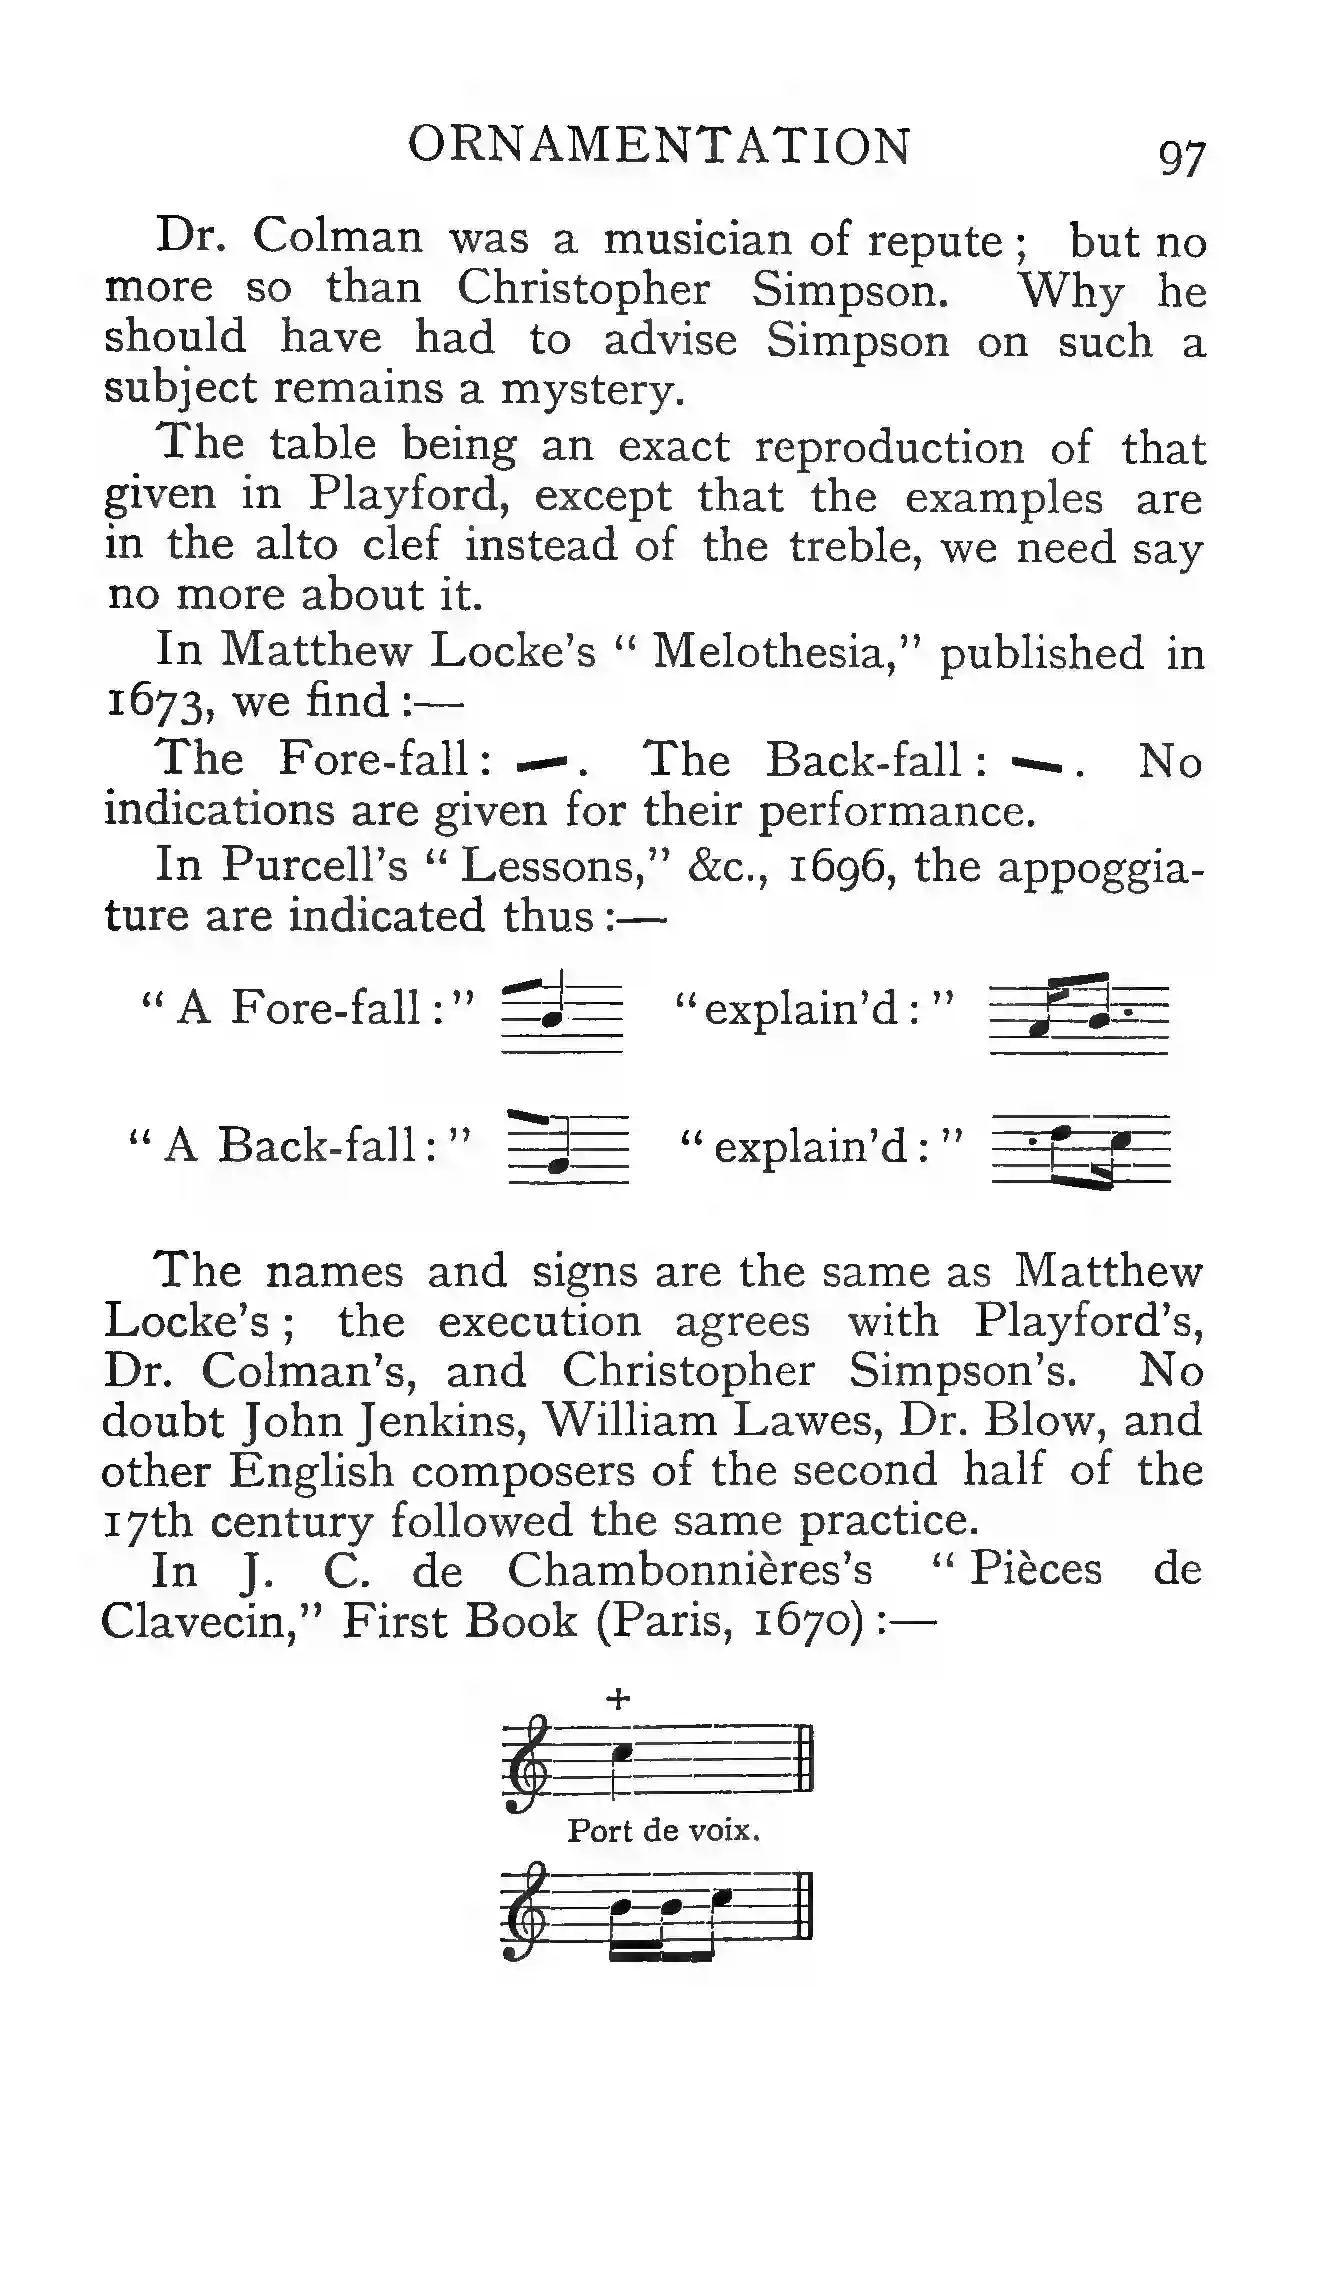 ORNAMENTATION 97
Dr. Colman was a musician of repute; but no
more so than Christopher Simpson. Why he
should have had to advise Simpson on such a
subject remains a mystery.
The table being an exact reproduction of that
given in Playford, except that the examples are
in the alto clef instead of the treble, we need say
no more about it.
In Matthew Locke's “Melothesia,” published in
1673, we find:—
The Fore-fall: . The Back-fall: . No
indications are given for their performance.
In Purcell's “Lessons,” &c., 1696, the appoggia-
ture are indicated thus:—
“A Fore-fall:” “explain'd:”
“A Back-fall:” “explain'd:”
The names and signs are the same as Matthew
Locke's; the execution agrees with Playford's,
Dr. Colman's, and Christopher Simpson's. No
doubt John Jenkins, William Lawes, Dr. Blow, and
other English composers of the second half of the
17th century followed the same practice.
In J. C. de Chambonnières's “Pièces de
Clavecin,” First Book (Paris, 1670):—
+
Port de voix.